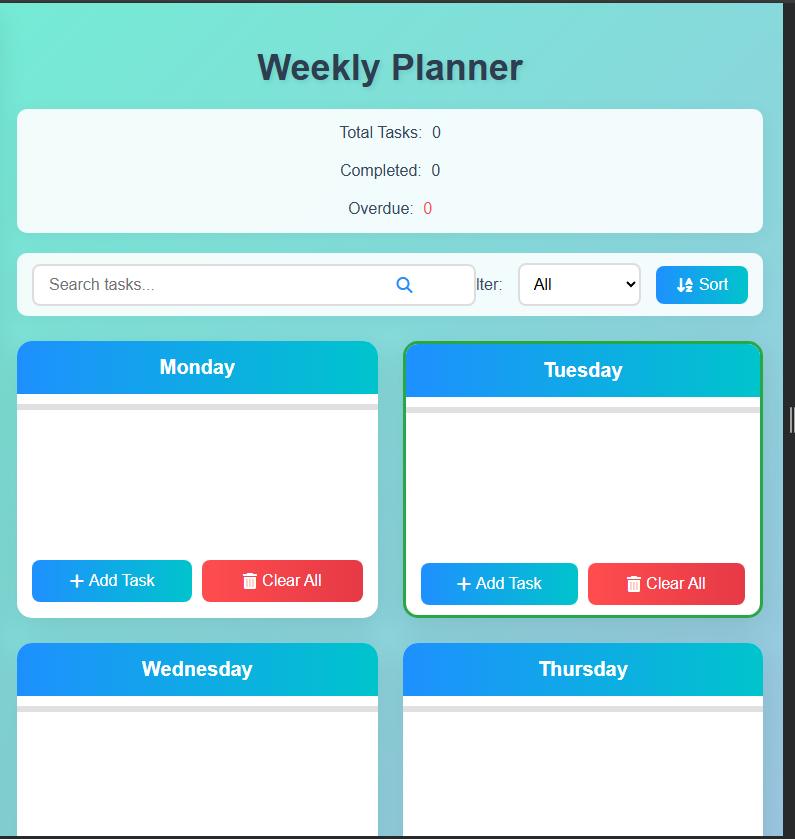 Weekly Planner
Total Tasks: 0
Completed: 0
Overdue: 0
Search tasks... lter: All Sort
Monday
Tuesday
+ Add Task Clear All
+ Add Task Clear All
Wednesday
Thursday